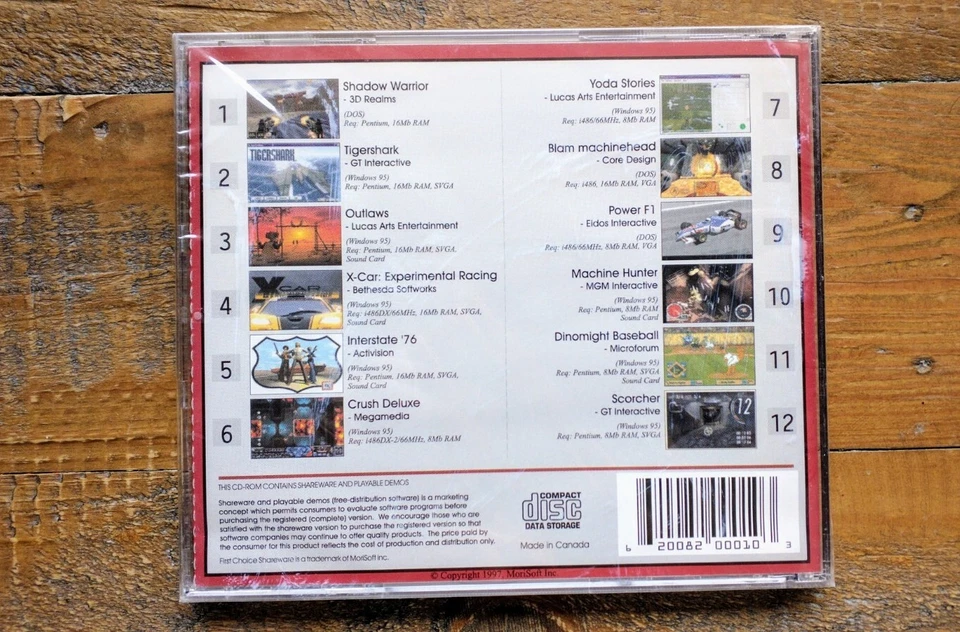 1
Shadow Warrior
- 3D Realms
(DOS)
Req: Pentium, 16Mb RAM
2
TIGERSHARK
Tigershark
- GT Interactive
(Windows 95)
Req: Pentium, 16Mb RAM, SVGA
3
Outlaws
- Lucas Arts Entertainment
(Windows 95)
Req: Pentium, 16Mb RAM, SVGA.
Sound Card
4
XCAR
X-Car: Experimental Racing
- Bethesda Softworks
(Windows 95)
Req: i486DX/66MHz, 16Mb RAM, SVGA,
Sound Card
5
Interstate '76
- Activision
(Windows 95)
Req: Pentium, 16Mb RAM, SVGA,
Sound Card
6
Crush Deluxe
- Megamedia
(Windows 95)
Req: i486DX-2/66MHz, 8Mb RAM
Yoda Stories
- Lucas Arts Entertainment
(Windows 95)
Req: i486/66MHz, 8Mb RAM
7
Blam machinehead
- Core Design
(DOS)
Req: i486, 16Mb RAM, VGA
8
Power F1
- Eidos Interactive
(DOS)
Req: i486/66MHz, 8Mb RAM, VGA
9
Machine Hunter
- MGM Interactive
(Windows 95)
Req: Pentium, 8Mb RAM
Sound Card
10
Dinomight Baseball
- Microforum
(Windows 95)
Req: Pentium, 8Mb RAM, SVGA
Sound Card
11
Scorcher
- GT Interactive
(Windows 95)
Req: Pentium, 8Mb RAM, SVGA
12
12
THIS CD-ROM CONTAINS SHAREWARE AND PLAYABLE DEMOS
Shareware and playable demos (free-distribution software) is a marketing
concept which permits consumers to evaluate software programs before
purchasing the registered (complete) version. We encourage those who are
satisfied with the shareware version to purchase the registered version so that
software companies may continue to offer quality products. The price paid by
the consumer for this product reflects the cost of production and distribution only.
First Choice Shareware is a trademark of MoriSoft Inc.
COMPACT
disc
DATA STORAGE
Made in Canada
6 20082 00010 3
© Copyright 1997, MoriSoft Inc.